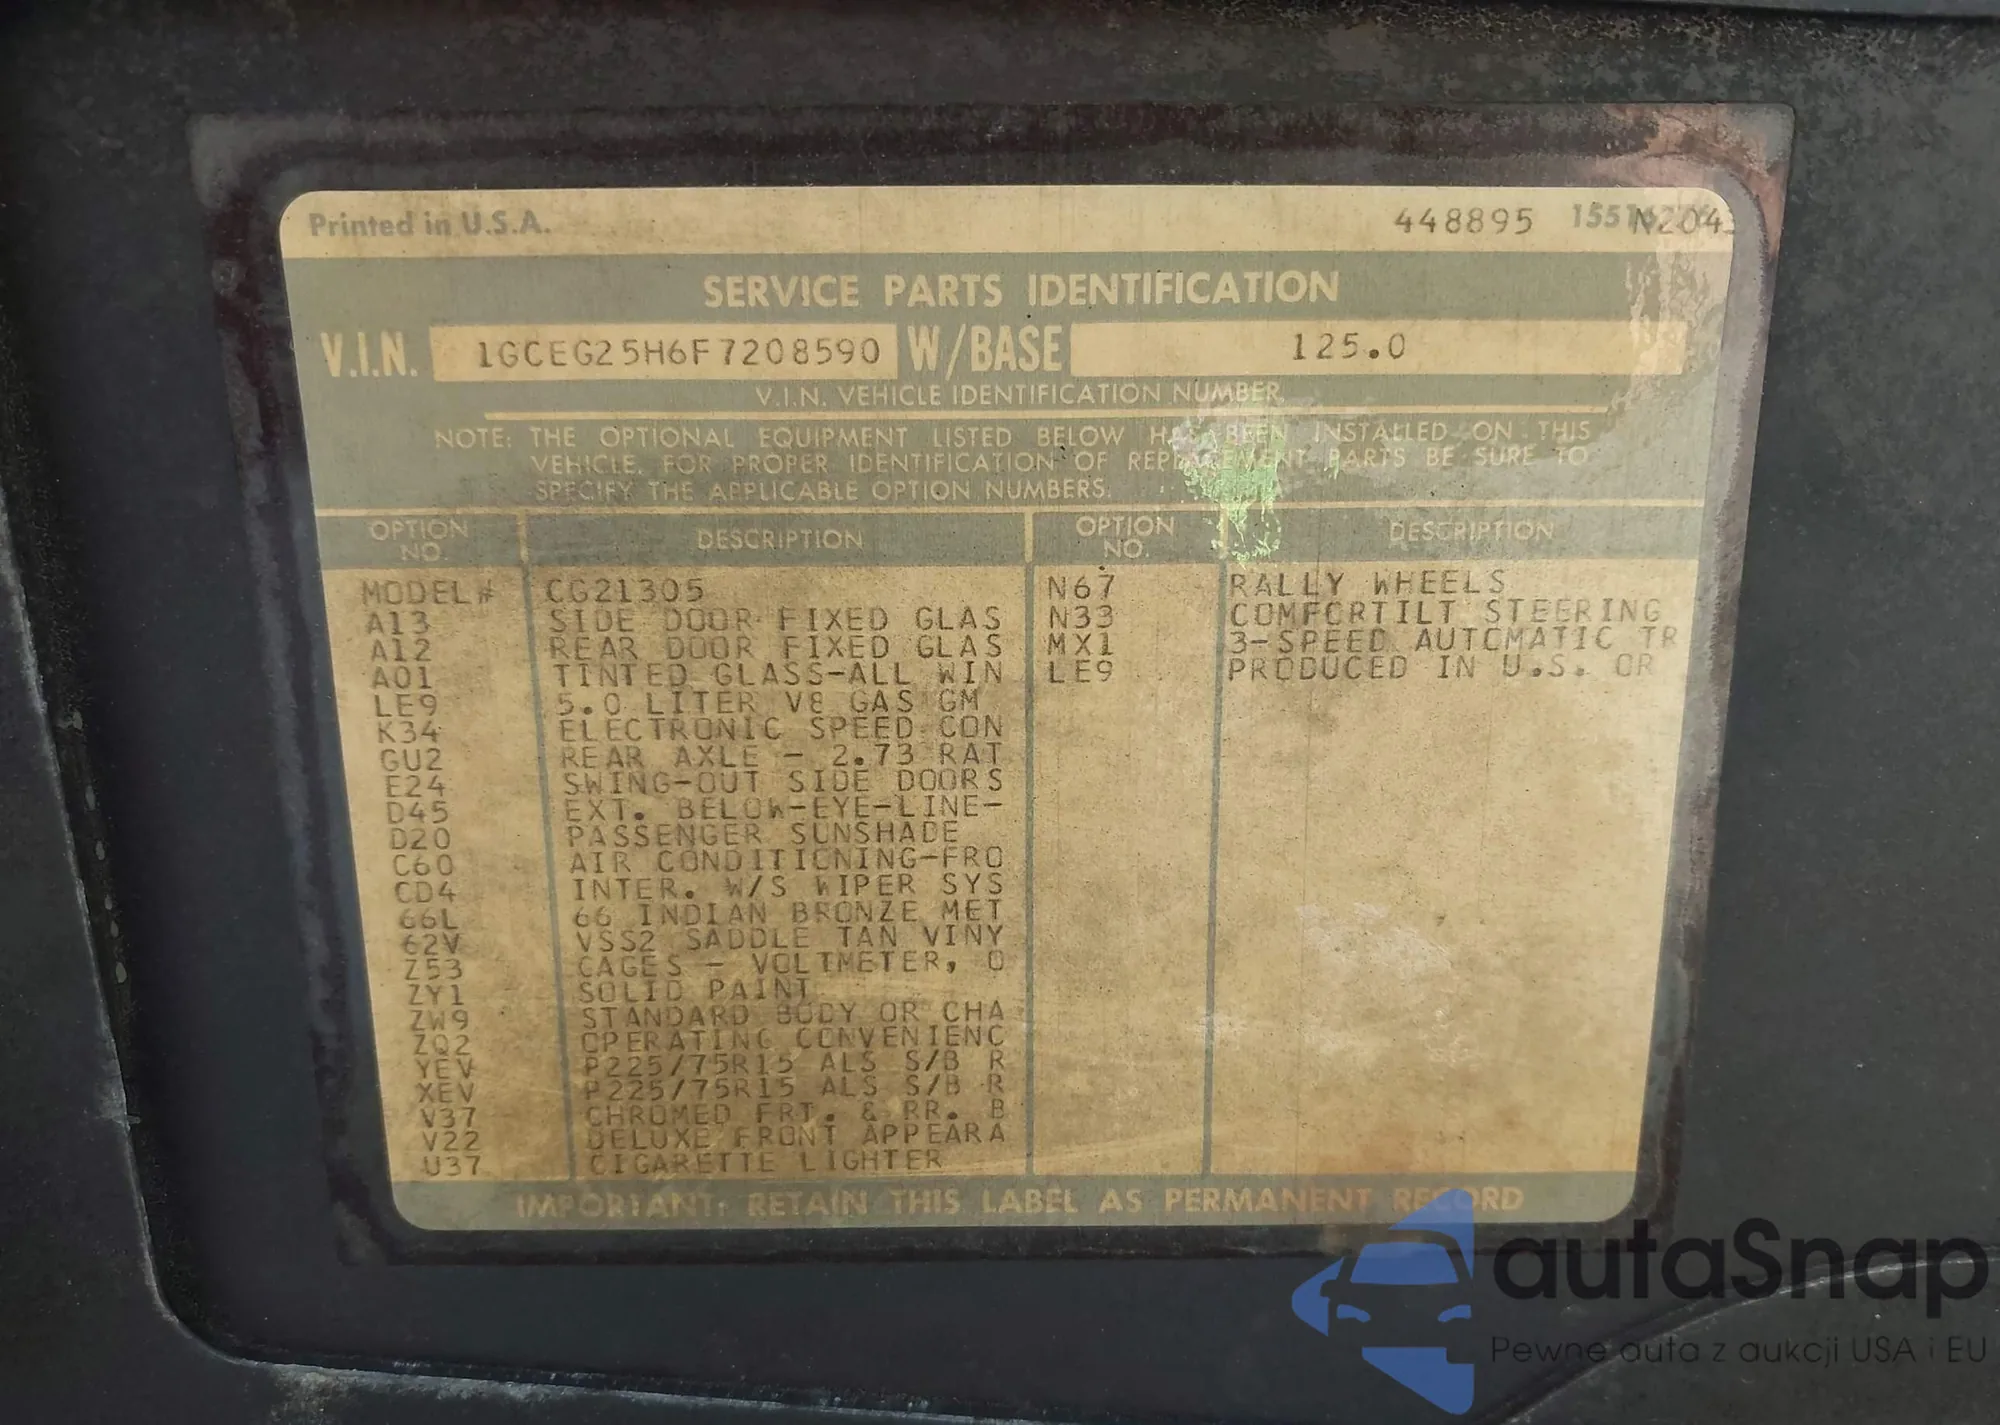 Printed in U.S.A. 448895
SERVICE PARTS IDENTIFICATION
V.I.N. 1GCEG25H6F7208590 W/BASE 125.0
V.I.N. VEHICLE IDENTIFICATION NUMBER
NOTE: THE OPTIONAL EQUIPMENT LISTED BELOW HAS BEEN INSTALLED ON THIS
VEHICLE. FOR PROPER IDENTIFICATION OF REPLACEMENT PARTS BE SURE TO
SPECIFY THE APPLICABLE OPTION NUMBERS.
OPTION NO. DESCRIPTION OPTION NO. DESCRIPTION
MODEL# CG21305 N67 RALLY WHEELS
A13 SIDE DOOR FIXED GLAS N33 COMFORTILT STEERING
A12 REAR DOOR FIXED GLAS MX1 3-SPEED AUTOMATIC TR
A01 TINTED GLASS-ALL WIN LE9 PRODUCED IN U.S. OR
LE9 5.0 LITER V8 GAS GM
K34 ELECTRONIC SPEED CON
GU2 REAR AXLE - 2.73 RAT
E24 SWING-OUT SIDE DOORS
D45 EXT. BELOW-EYE-LINE-
D20 PASSENGER SUNSHADE
C60 AIR CONDITIONING-FRO
CD4 INTER. W/S WIPER SYS
66L 66 INDIAN BRONZE MET
62V VSS2 SADDLE TAN VINY
Z53 GAGES - VOLTMETER, O
ZY1 SOLID PAINT
ZW9 STANDARD BODY OR CHA
ZQ2 OPERATING CONVENIENC
YEV P225/75R15 ALS S/B R
XEV P225/75R15 ALS S/B R
V37 CHROMED FRT. & RR. B
V22 DELUXE FRONT APPEARA
U37 CIGARETTE LIGHTER
IMPORTANT: RETAIN THIS LABEL AS PERMANENT RECORD
autaSnap
Pewne auta z aukcji USA i EU